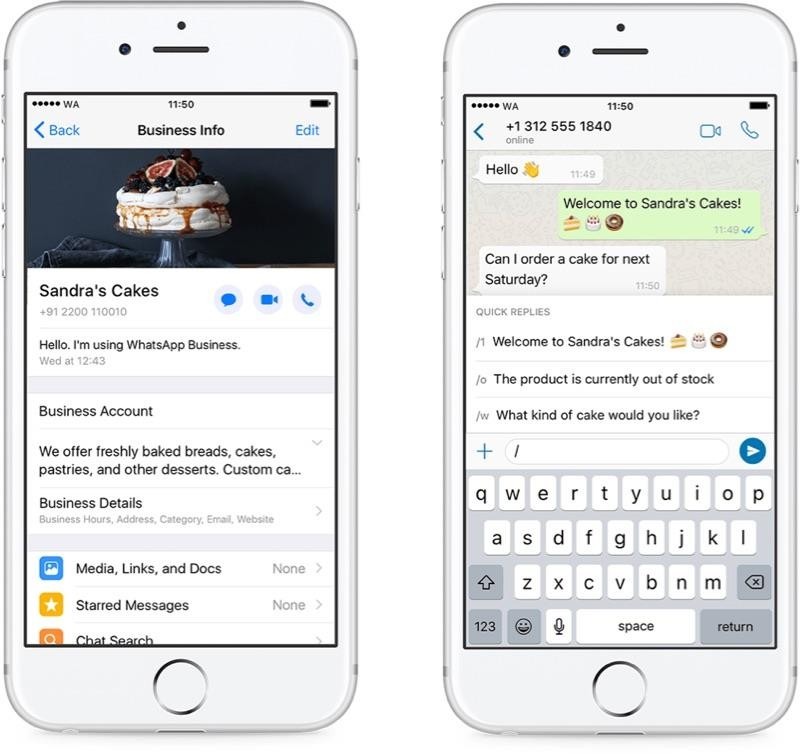 WA 11:50
Back Business Info Edit
Sandra's Cakes
+91 2200 110010
Hello. I'm using WhatsApp Business.
Wed at 12:43
Business Account
We offer freshly baked breads, cakes,
pastries, and other desserts. Custom ca...
Business Details
Business Hours, Address, Category, Email, Website
Media, Links, and Docs None
Starred Messages None
Chat Search
WA 11:50
+1 312 555 1840
online
Hello 👋 11:49
Welcome to Sandra's Cakes!
🍰 🎂 🍩 11:49
Can I order a cake for next
Saturday?
11:50
QUICK REPLIES
/1 Welcome to Sandra's Cakes! 🍰 🎂 🍩
/o The product is currently out of stock
/w What kind of cake would you like?
/
q w e r t y u i o p
a s d f g h j k l
z x c v b n m
123 space return